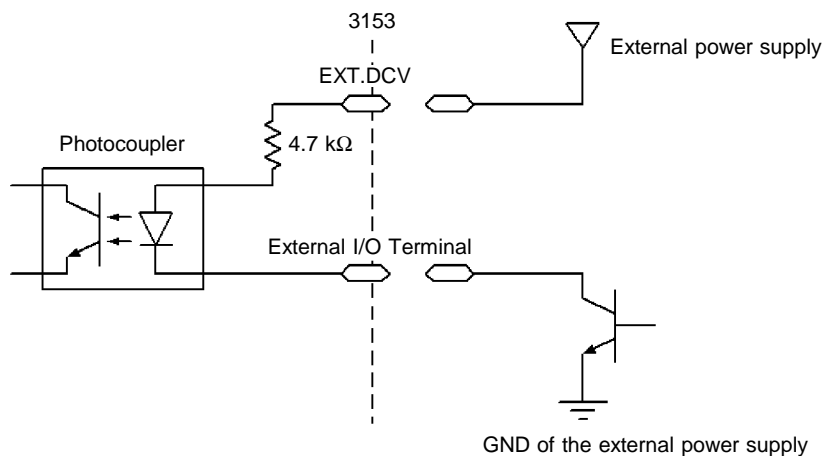 3153
External power supply
EXT.DCV
4.7 kΩ
Photocoupler
External I/O Terminal
GND of the external power supply